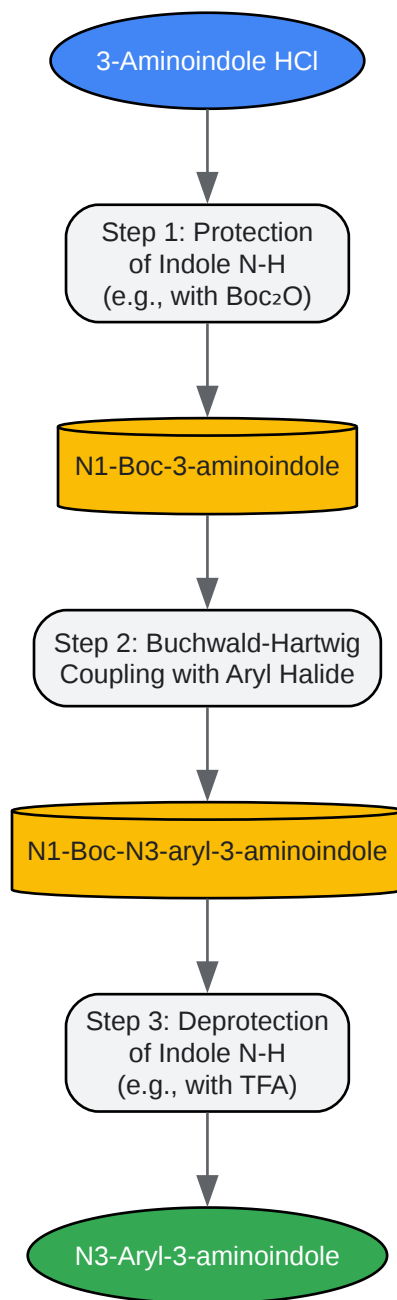 3-Aminoindole HCl
Step 1: Protection
of Indole N-H
(e.g., with Boc₂O)
N1-Boc-3-aminoindole
Step 2: Buchwald-Hartwig
Coupling with Aryl Halide
N1-Boc-N3-aryl-3-aminoindole
Step 3: Deprotection
of Indole N-H
(e.g., with TFA)
N3-Aryl-3-aminoindole